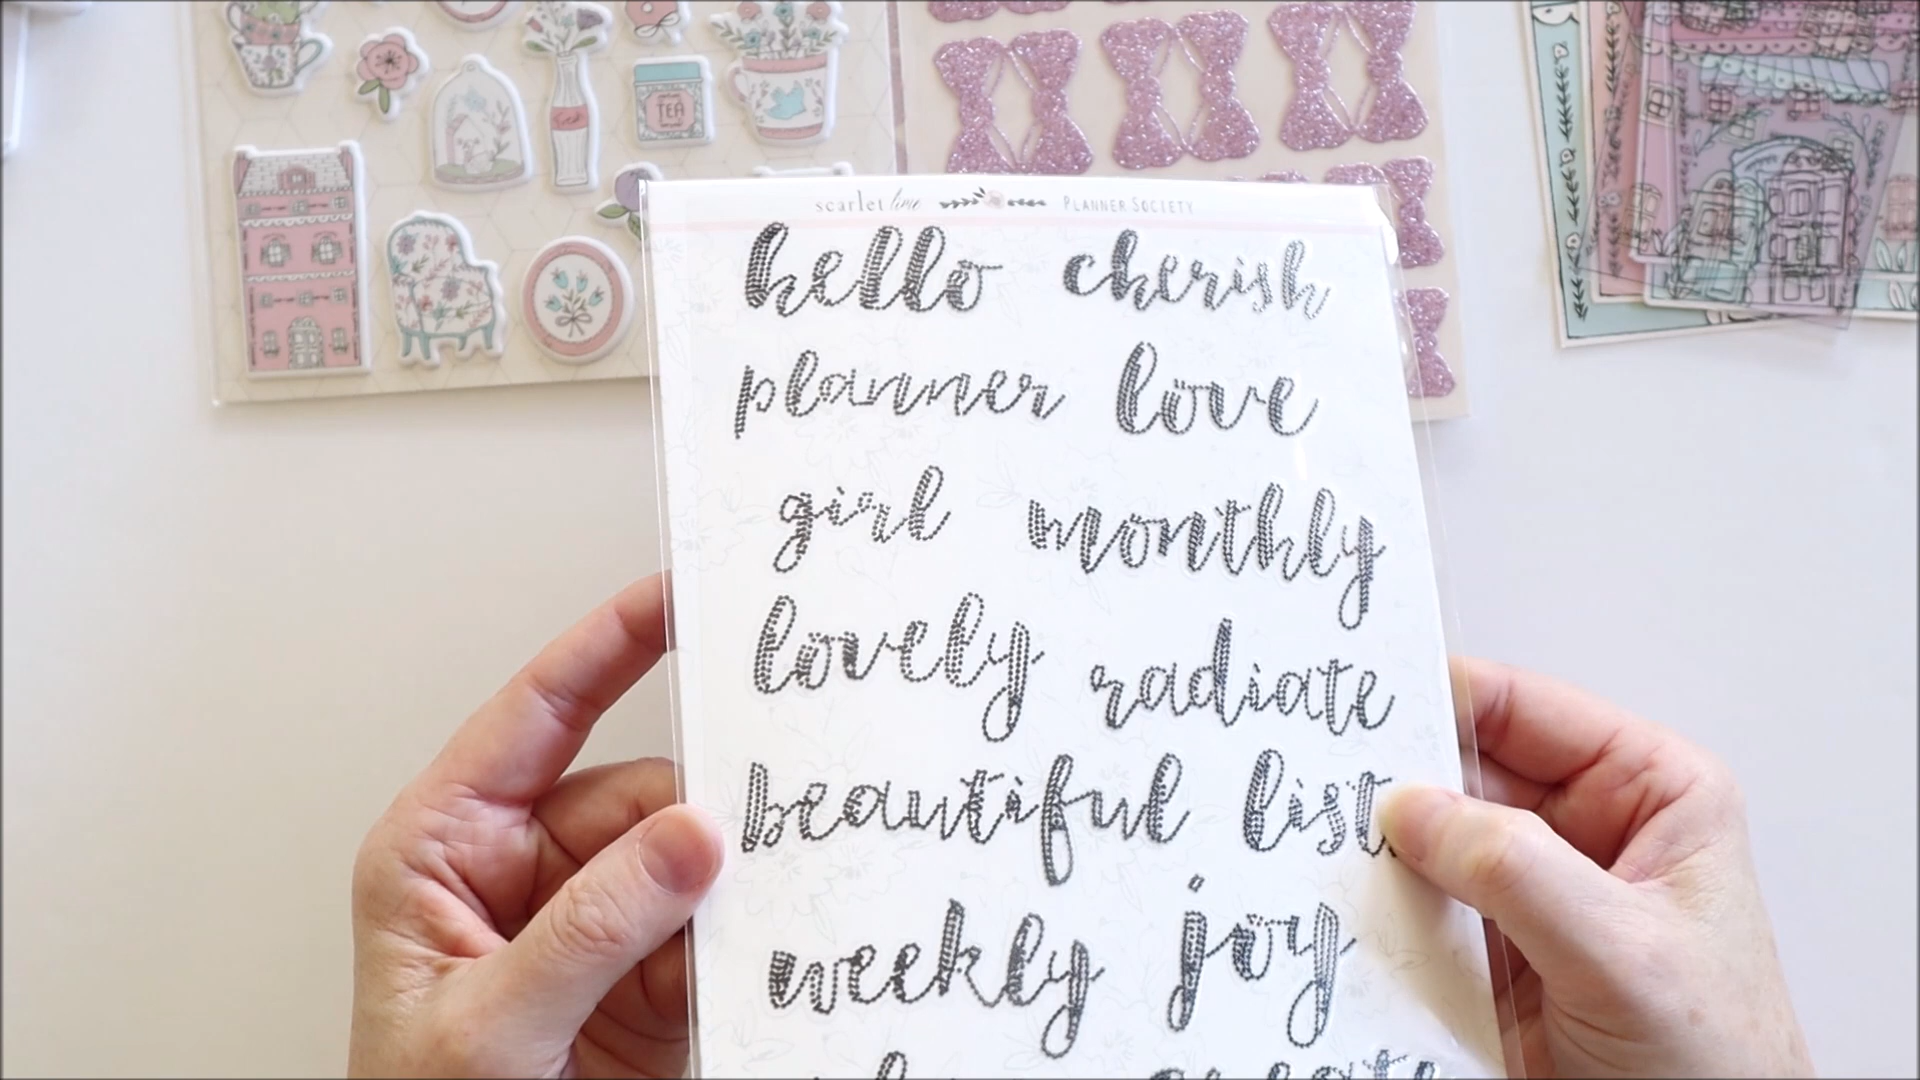 TEA
scarlet lime PLANNER SOCIETY
hello cherish
planner love
girl monthly
lovely radiate
beautiful list
weekly joy